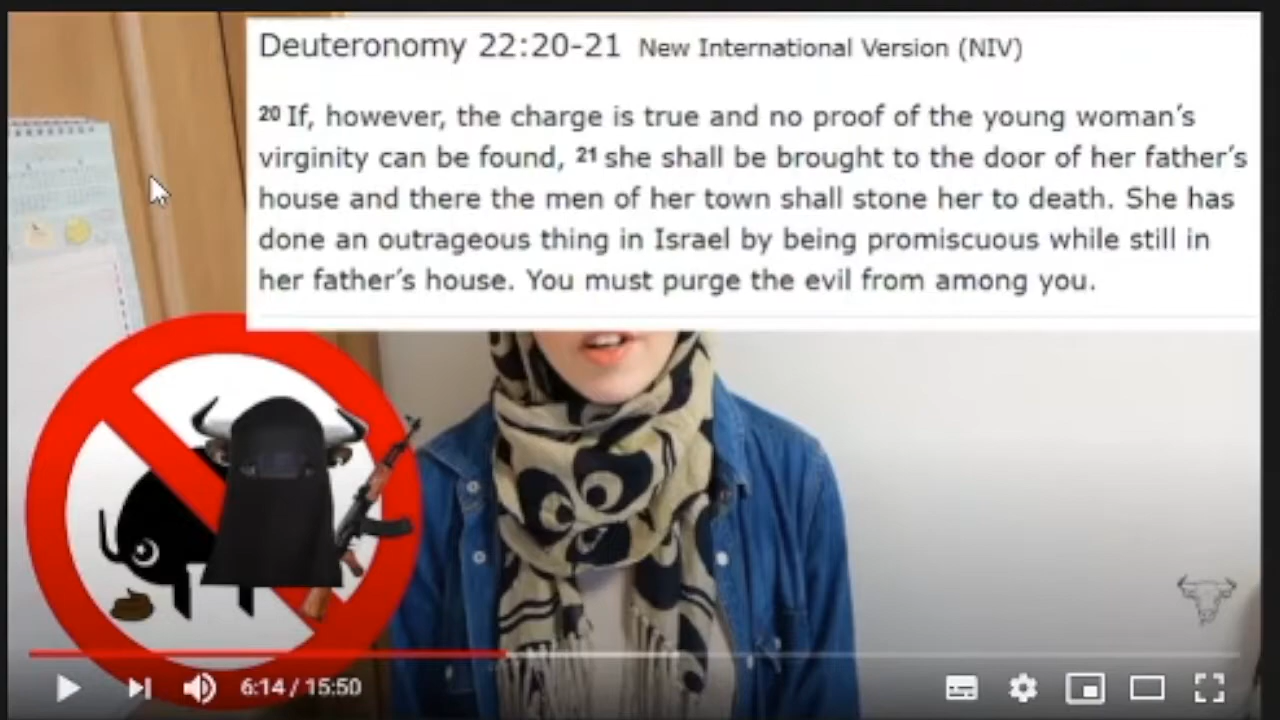 Deuteronomy 22:20-21 New International Version (NIV)
20 If, however, the charge is true and no proof of the young woman’s
virginity can be found, 21 she shall be brought to the door of her father’s
house and there the men of her town shall stone her to death. She has
done an outrageous thing in Israel by being promiscuous while still in
her father’s house. You must purge the evil from among you.
6:14 / 15:50